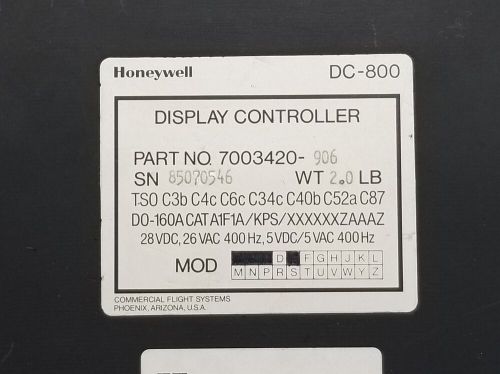 Honeywell
DC-800
DISPLAY CONTROLLER
PART NO. 7003420- 906
SN 85070546 WT 2.0 LB
TSO C3b C4c C6c C34c C40b C52a C87
DO-160A CAT A1F1A/KPS/XXXXXXZAAAZ
28 VDC, 26 VAC 400 Hz, 5 VDC/5 VAC 400 Hz
MOD D F G H J K L
M N P R S T U V W Y Z
COMMERCIAL FLIGHT SYSTEMS
PHOENIX, ARIZONA, U.S.A.